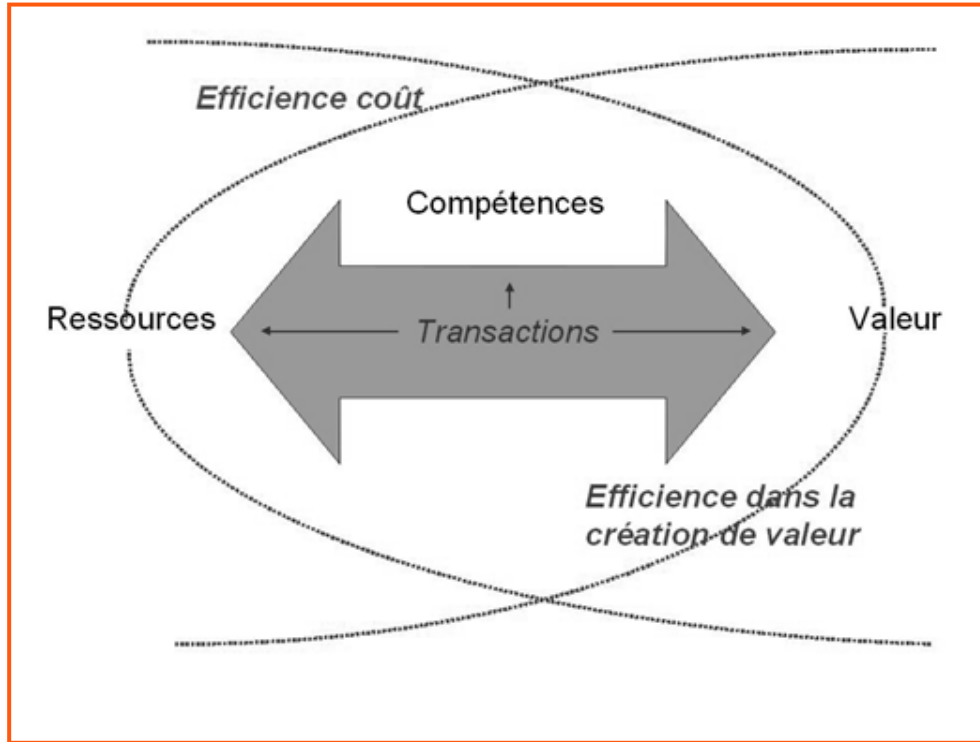 Efficience coût
Compétences
Ressources
Transactions
Valeur
Efficience dans la
création de valeur